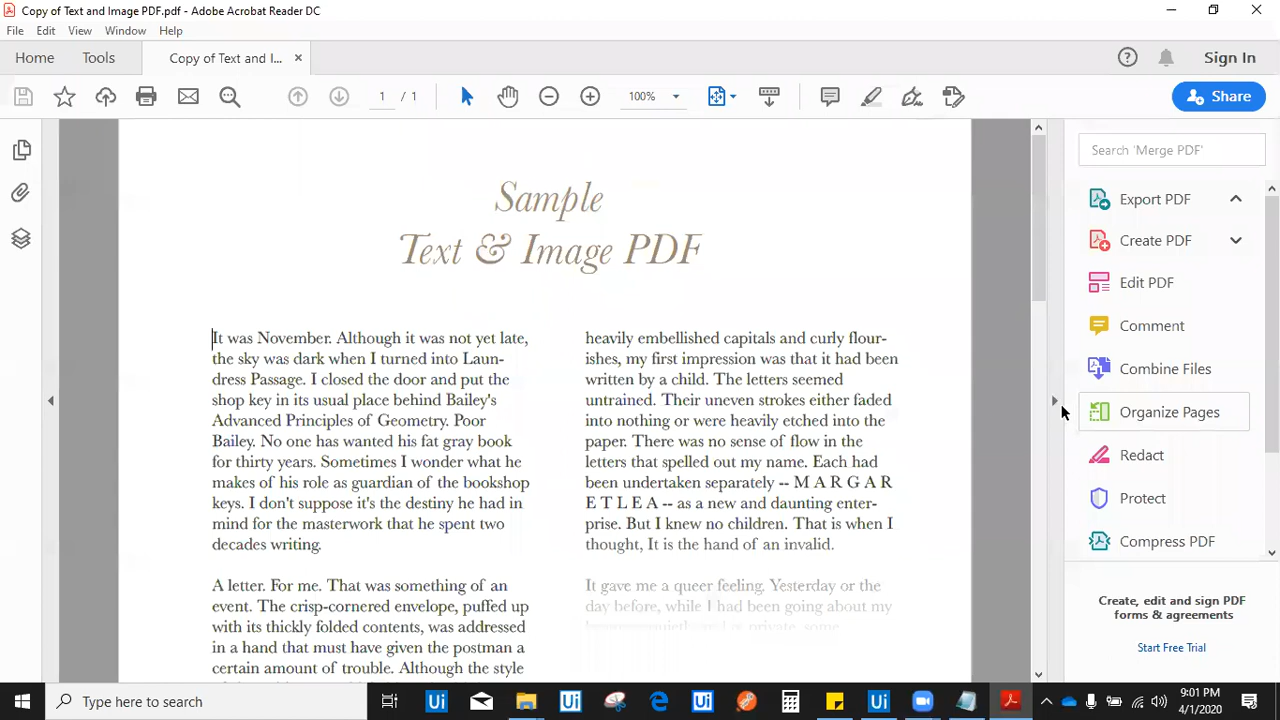 Copy of Text and Image PDF.pdf - Adobe Acrobat Reader DC
File Edit View Window Help
Home Tools Copy of Text and I... × Sign In
1 / 1 100% Share
Search 'Merge PDF'
Sample
Text & Image PDF
It was November. Although it was not yet late,
the sky was dark when I turned into Laun-
dress Passage. I closed the door and put the
shop key in its usual place behind Bailey's
Advanced Principles of Geometry. Poor
Bailey. No one has wanted his fat gray book
for thirty years. Sometimes I wonder what he
makes of his role as guardian of the bookshop
keys. I don't suppose it's the destiny he had in
mind for the masterwork that he spent two
decades writing.
A letter. For me. That was something of an
event. The crisp-cornered envelope, puffed up
with its thickly folded contents, was addressed
in a hand that must have given the postman a
certain amount of trouble. Although the style
heavily embellished capitals and curly flour-
ishes, my first impression was that it had been
written by a child. The letters seemed
untrained. Their uneven strokes either faded
into nothing or were heavily etched into the
paper. There was no sense of flow in the
letters that spelled out my name. Each had
been undertaken separately -- M A R G A R
E T L E A -- as a new and daunting enter-
prise. But I knew no children. That is when I
thought, It is the hand of an invalid.
It gave me a queer feeling. Yesterday or the
day before, while I had been going about my
Export PDF
Create PDF
Edit PDF
Comment
Combine Files
Organize Pages
Redact
Protect
Compress PDF
Create, edit and sign PDF
forms & agreements
Start Free Trial
Type here to search
9:01 PM
4/1/2020